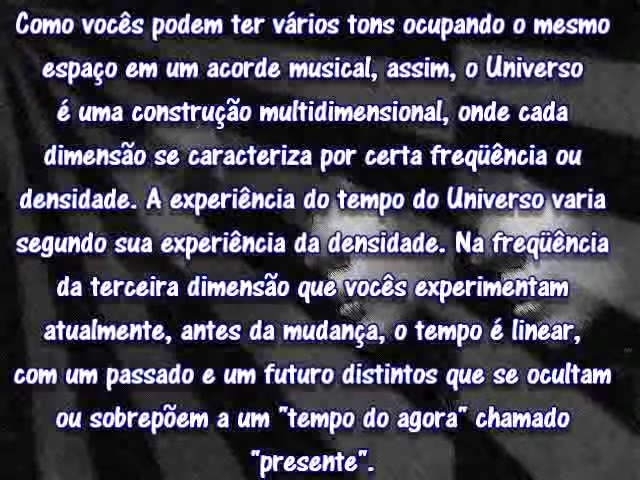 Como vocês podem ter vários tons ocupando o mesmo
espaço em um acorde musical, assim, o Universo
é uma construção multidimensional, onde cada
dimensão se caracteriza por certa freqüência ou
densidade. A experiência do tempo do Universo varia
segundo sua experiência da densidade. Na freqüência
da terceira dimensão que vocês experimentam
atualmente, antes da mudança, o tempo é linear,
com um passado e um futuro distintos que se ocultam
ou sobrepõem a um "tempo do agora" chamado
"presente".